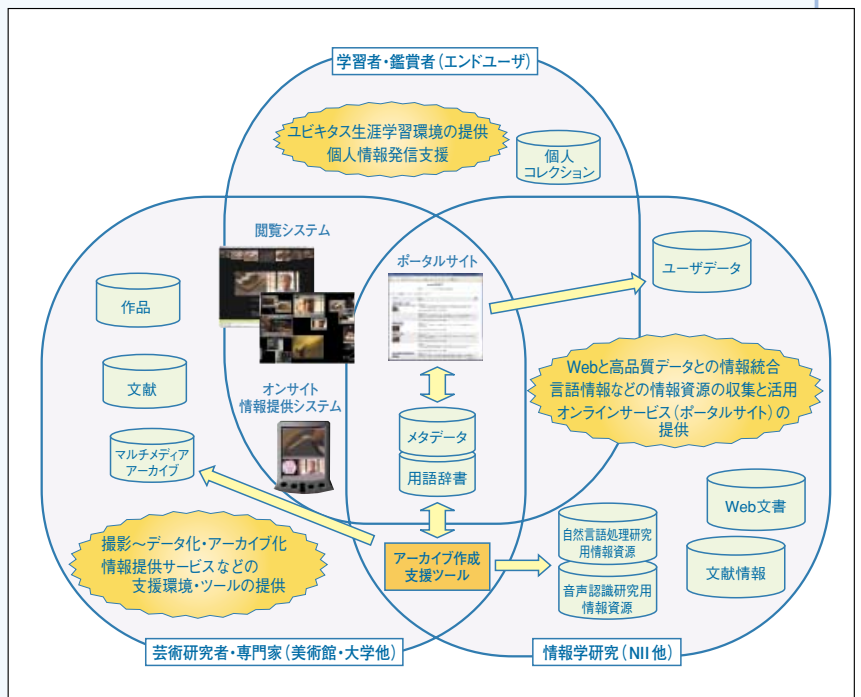 学習者・鑑賞者(エンドユーザ)
ユビキタス生涯学習環境の提供
個人情報発信支援
個人
コレクション
閲覧システム
ポータルサイト
ユーザデータ
作品
文献
マルチメディア
アーカイブ
オンサイト
情報提供システム
メタデータ
用語辞書
Webと高品質データとの情報統合
言語情報などの情報資源の収集と活用
オンラインサービス(ポータルサイト)の
提供
撮影〜データ化・アーカイブ化
情報提供サービスなどの
支援環境・ツールの提供
アーカイブ作成
支援ツール
自然言語処理研究
用情報資源
音声認識研究用
情報資源
Web文書
文献情報
芸術研究者・専門家(美術館・大学他)
情報学研究(NII他)